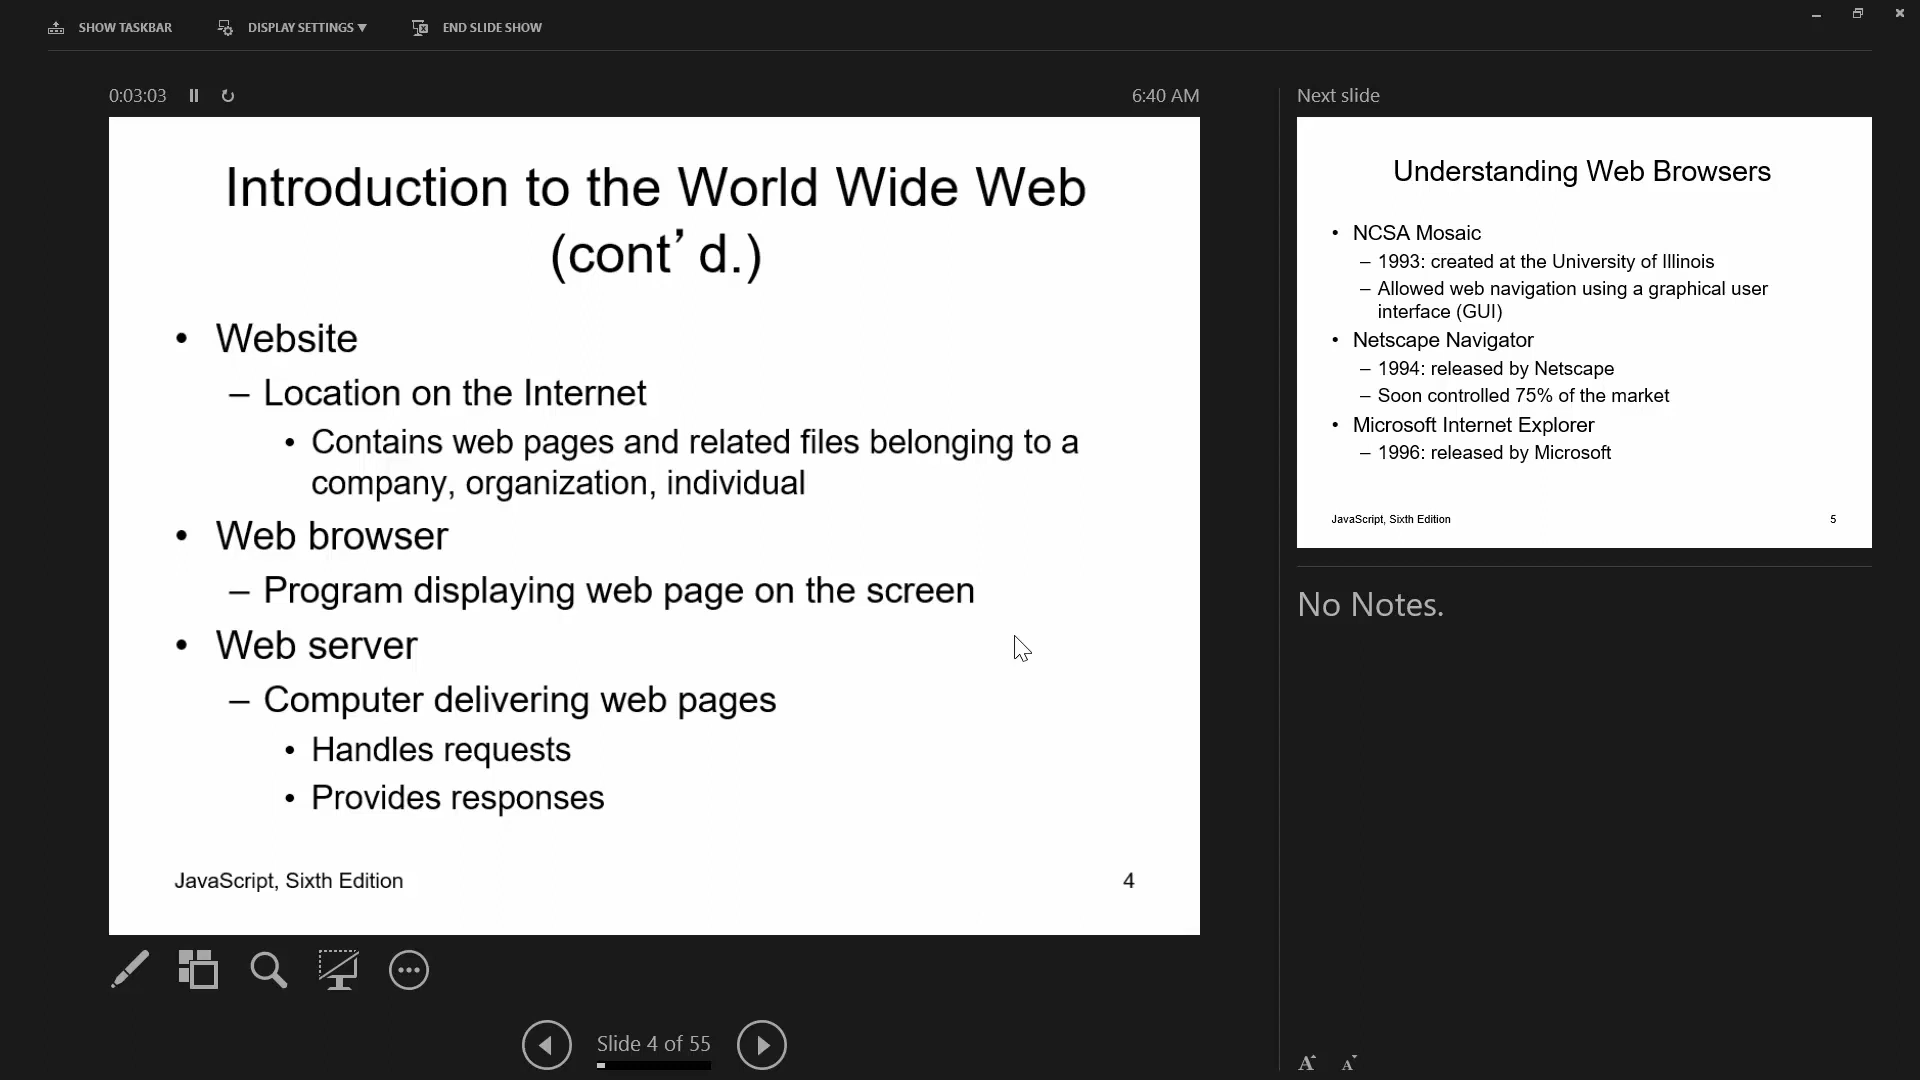 SHOW TASKBAR DISPLAY SETTINGS ▼ END SLIDE SHOW
0:03:03 6:40 AM
Introduction to the World Wide Web
(cont’d.)
• Website
– Location on the Internet
• Contains web pages and related files belonging to a
company, organization, individual
• Web browser
– Program displaying web page on the screen
• Web server
– Computer delivering web pages
• Handles requests
• Provides responses
JavaScript, Sixth Edition 4
Slide 4 of 55
Next slide
Understanding Web Browsers
• NCSA Mosaic
– 1993: created at the University of Illinois
– Allowed web navigation using a graphical user
interface (GUI)
• Netscape Navigator
– 1994: released by Netscape
– Soon controlled 75% of the market
• Microsoft Internet Explorer
– 1996: released by Microsoft
JavaScript, Sixth Edition 5
No Notes.
A A